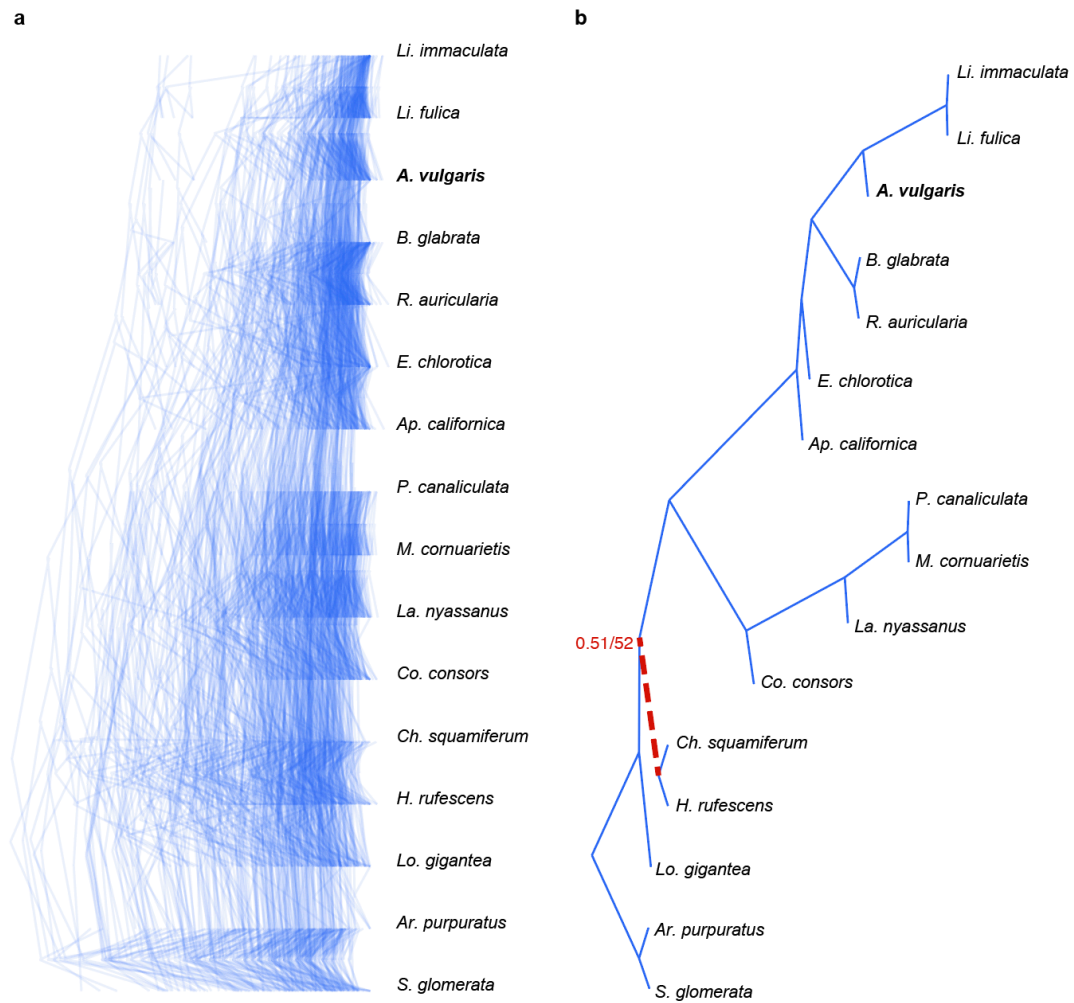 a
Li. immaculata
Li. fulica
A. vulgaris
B. glabrata
R. auricularia
E. chlorotica
Ap. californica
P. canaliculata
M. cornuarietis
La. nyassanus
Co. consors
Ch. squamiferum
H. rufescens
Lo. gigantea
Ar. purpuratus
S. glomerata
b
Li. immaculata
Li. fulica
A. vulgaris
B. glabrata
R. auricularia
E. chlorotica
Ap. californica
P. canaliculata
M. cornuarietis
La. nyassanus
0.51/52
Co. consors
Ch. squamiferum
H. rufescens
Lo. gigantea
Ar. purpuratus
S. glomerata